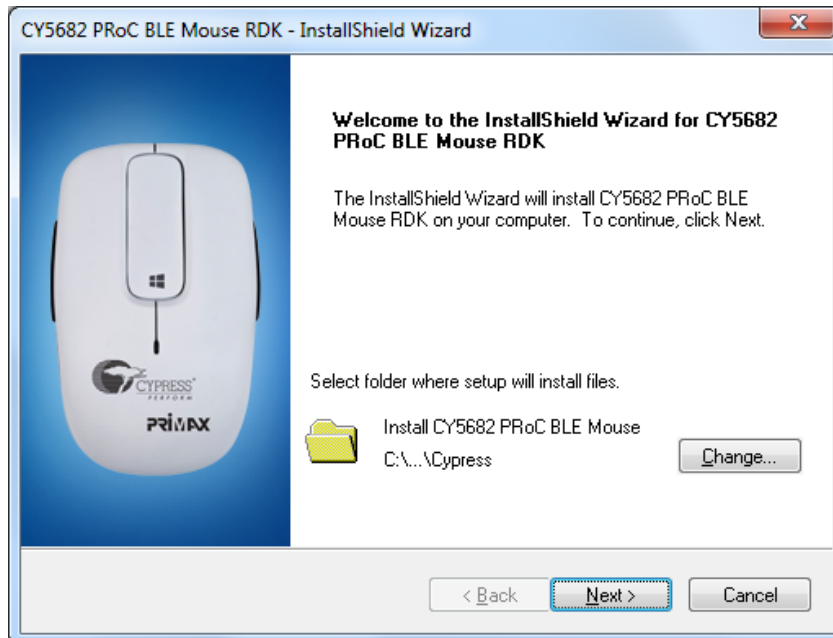 CY5682 PRoC BLE Mouse RDK - InstallShield Wizard
Welcome to the InstallShield Wizard for CY5682
PRoC BLE Mouse RDK
The InstallShield Wizard will install CY5682 PRoC BLE
Mouse RDK on your computer. To continue, click Next.
CYPRESS
PERFORM
PRiMAX
Select folder where setup will install files.
Install CY5682 PRoC BLE Mouse
C:\...\Cypress
Change...
< Back
Next >
Cancel